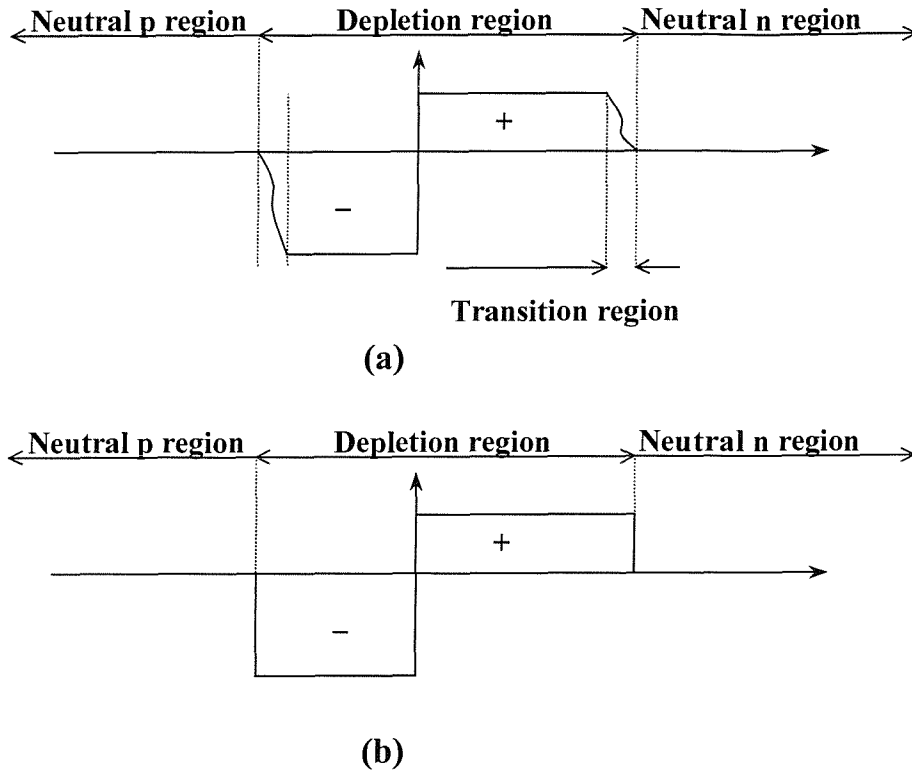 Neutral p region Depletion region Neutral n region
+
−
Transition region
(a)
Neutral p region Depletion region Neutral n region
+
−
(b)